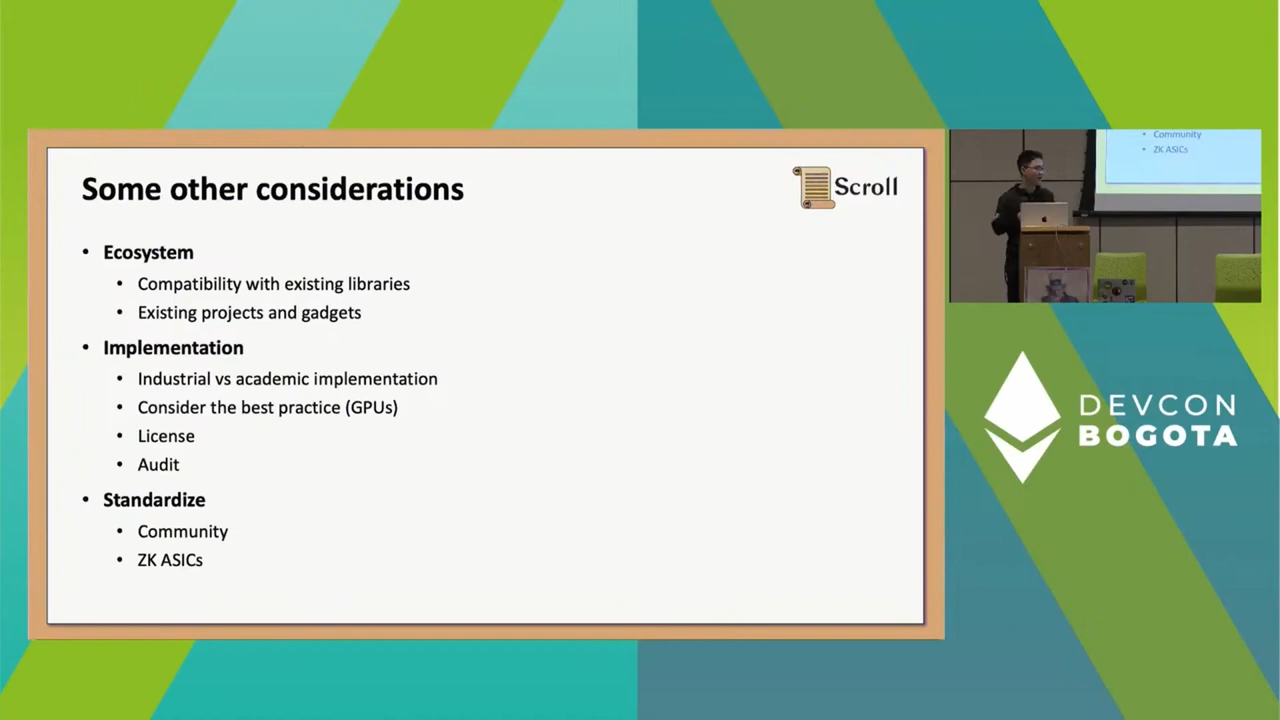 Some other considerations
Scroll
• Ecosystem
• Compatibility with existing libraries
• Existing projects and gadgets
• Implementation
• Industrial vs academic implementation
• Consider the best practice (GPUs)
• License
• Audit
• Standardize
• Community
• ZK ASICs
• Community
• ZK ASICs
DEVCON
BOGOTA